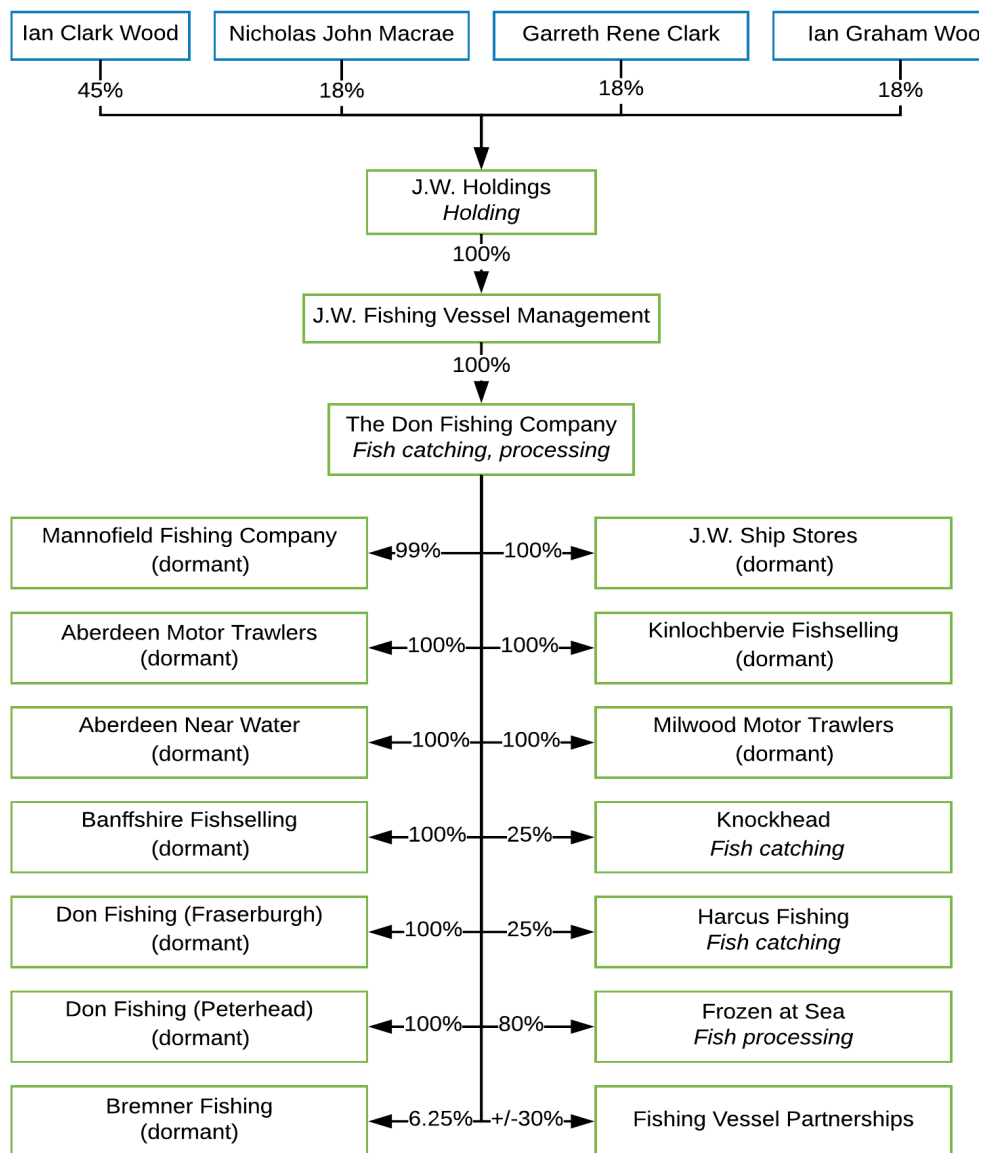 Ian Clark Wood
Nicholas John Macrae
Garreth Rene Clark
Ian Graham Woo
45%
18%
18%
18%
J.W. Holdings
Holding
100%
J.W. Fishing Vessel Management
100%
The Don Fishing Company
Fish catching, processing
Mannofield Fishing Company
(dormant)
99%
100%
J.W. Ship Stores
(dormant)
Aberdeen Motor Trawlers
(dormant)
100%
100%
Kinlochbervie Fishselling
(dormant)
Aberdeen Near Water
(dormant)
100%
100%
Milwood Motor Trawlers
(dormant)
Banffshire Fishselling
(dormant)
100%
25%
Knockhead
Fish catching
Don Fishing (Fraserburgh)
(dormant)
100%
25%
Harcus Fishing
Fish catching
Don Fishing (Peterhead)
(dormant)
100%
80%
Frozen at Sea
Fish processing
Bremner Fishing
(dormant)
6.25%
+/-30%
Fishing Vessel Partnerships